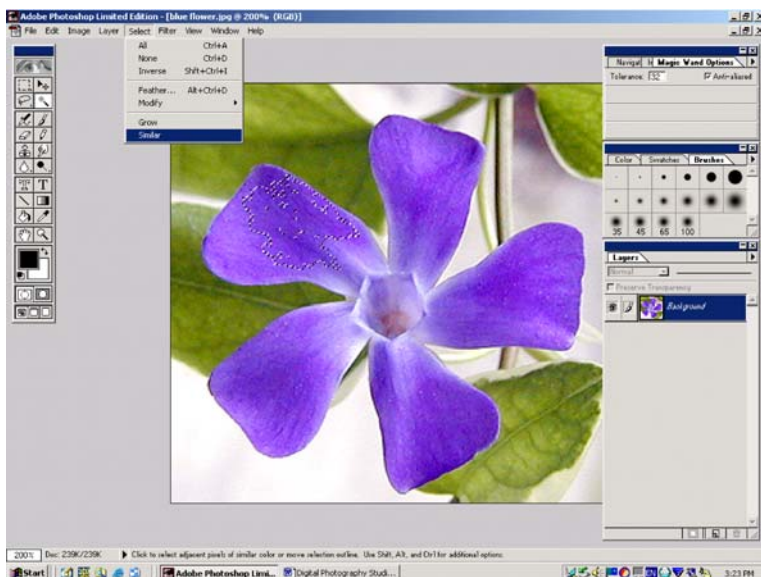 Adobe Photoshop Limited Edition - [blue flower.jpg @ 200% (RGB)]
File Edit Image Layer Select Filter View Window Help
All Ctrl+A
None Ctrl+D
Inverse Shft+Ctrl+I
Feather... Alt+Ctrl+D
Modify
Grow
Similar
Magic Wand Options
Tolerance: 32 Anti-aliased
Color Swatches Brushes
35 45 65 100
Layers
Normal
Preserve Transparency
Background
200% Doc: 239K/239K Click to select adjacent pixels of similar color or move selection outline. Use Shift, Alt, and Ctrl for additional options.
Start Adobe Photoshop Limi... Digital Photography Studi... 3:23 PM